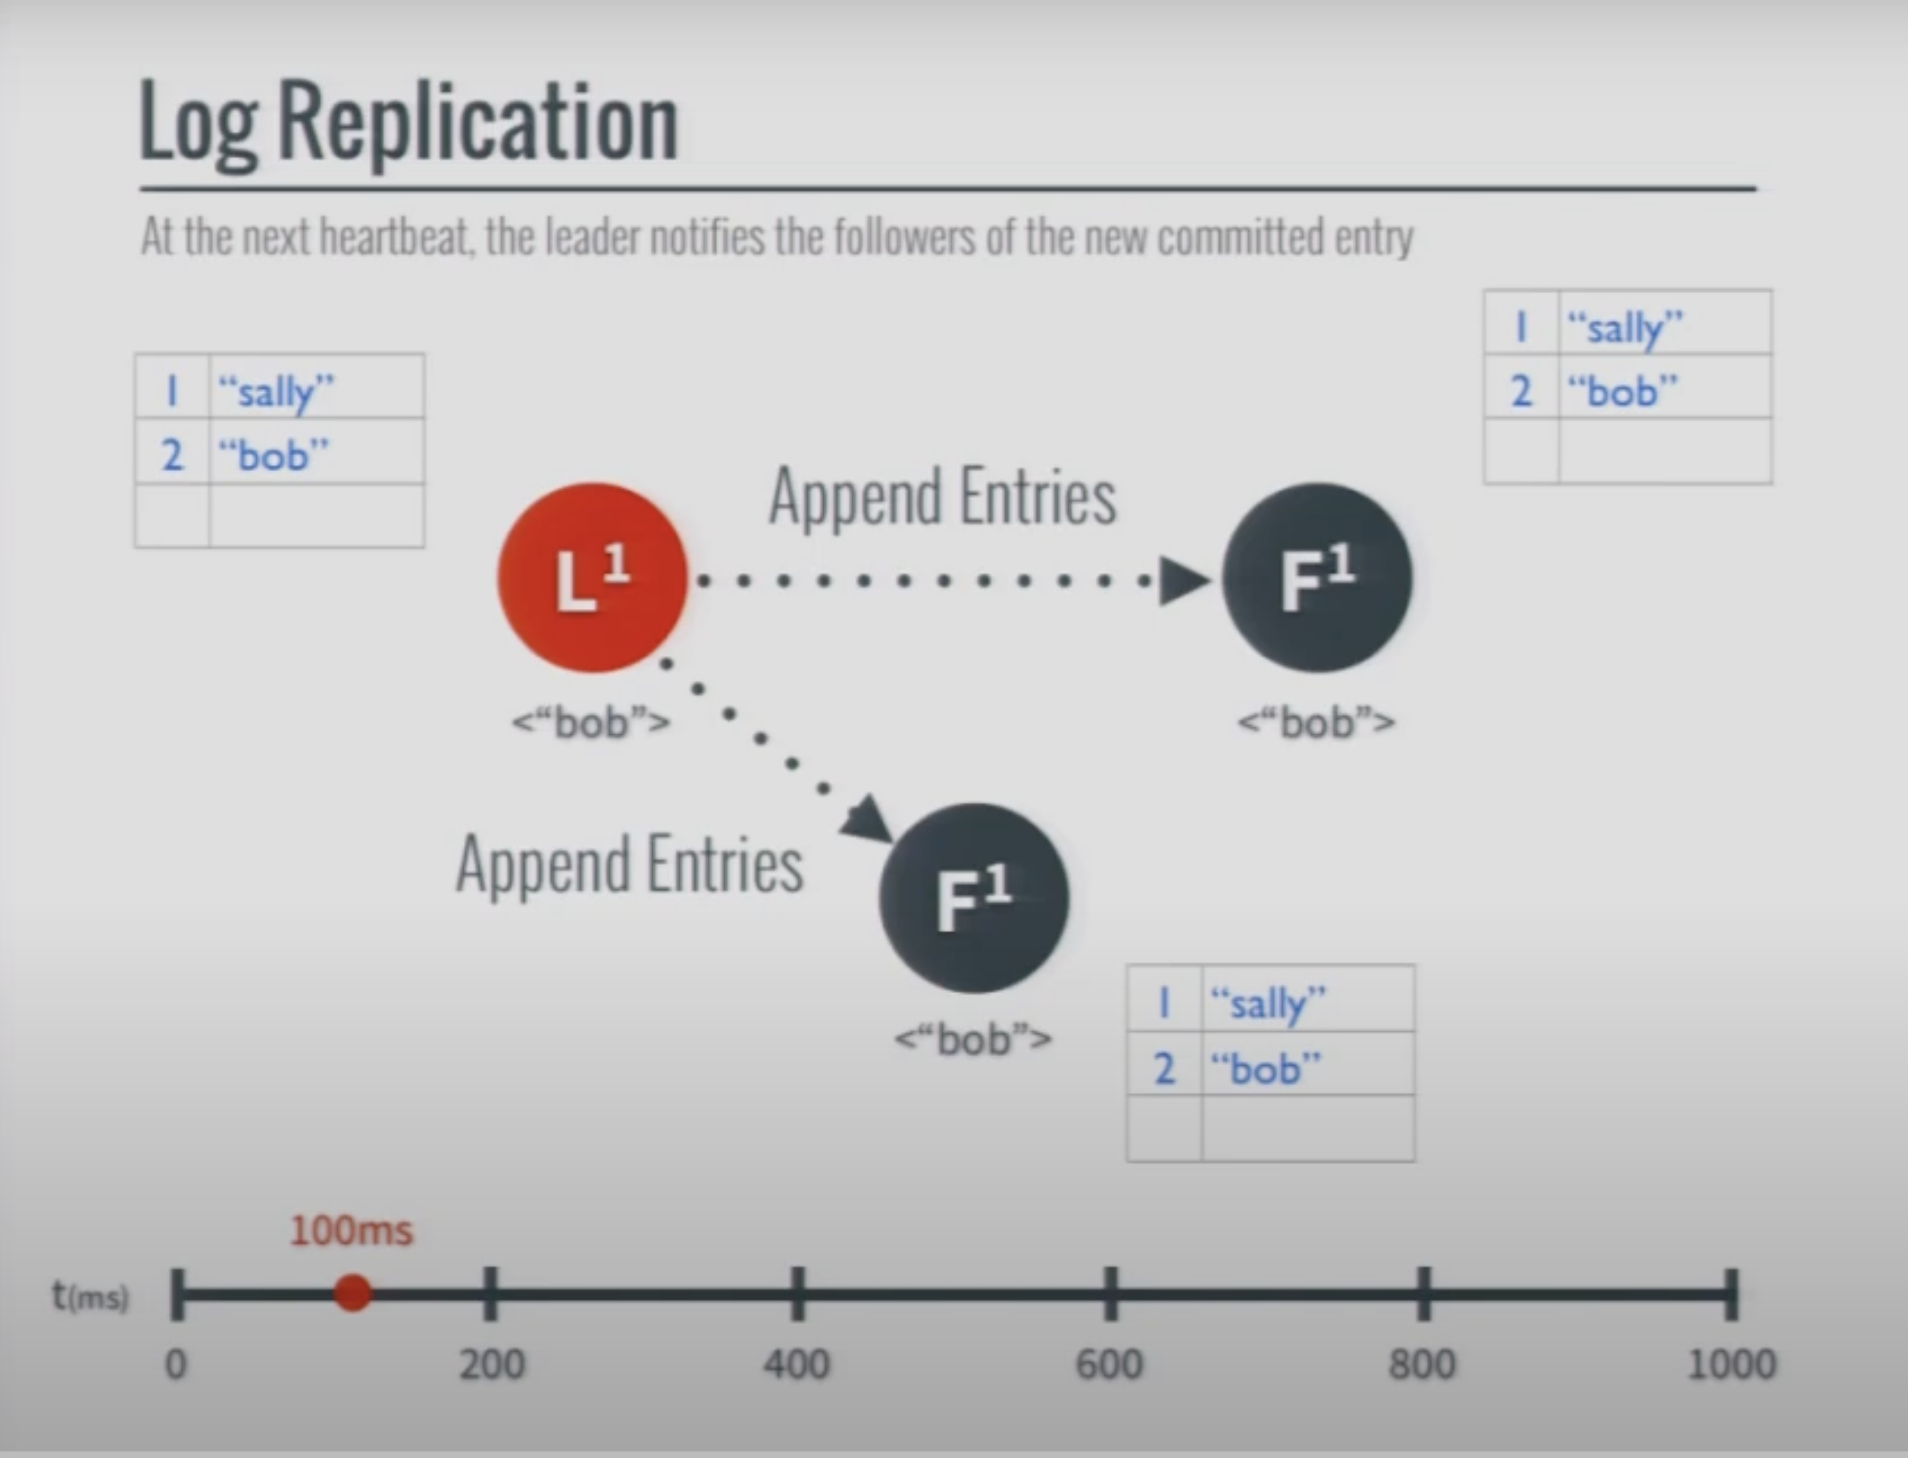 Log Replication
At the next heartbeat, the leader notifies the followers of the new committed entry
1 “sally”
2 “bob”
1 “sally”
2 “bob”
Append Entries
L¹
F¹
<“bob”>
<“bob”>
Append Entries
F¹
<“bob”>
1 “sally”
2 “bob”
100ms
t(ms)
0 200 400 600 800 1000